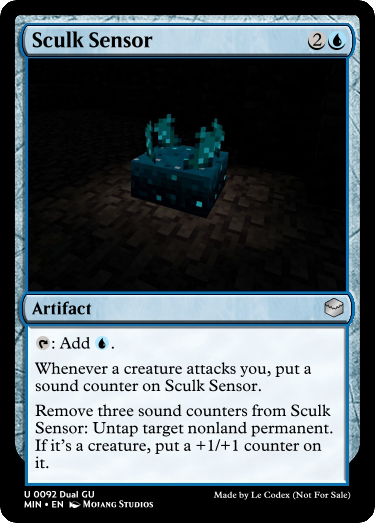 Sculk Sensor 2
Artifact
: Add .
Whenever a creature attacks you, put a
sound counter on Sculk Sensor.
Remove three sound counters from Sculk
Sensor: Untap target nonland permanent.
If it's a creature, put a +1/+1 counter on
it.
U 0092 Dual GU
MIN • EN Mojang Studios
Made by Le Codex (Not For Sale)